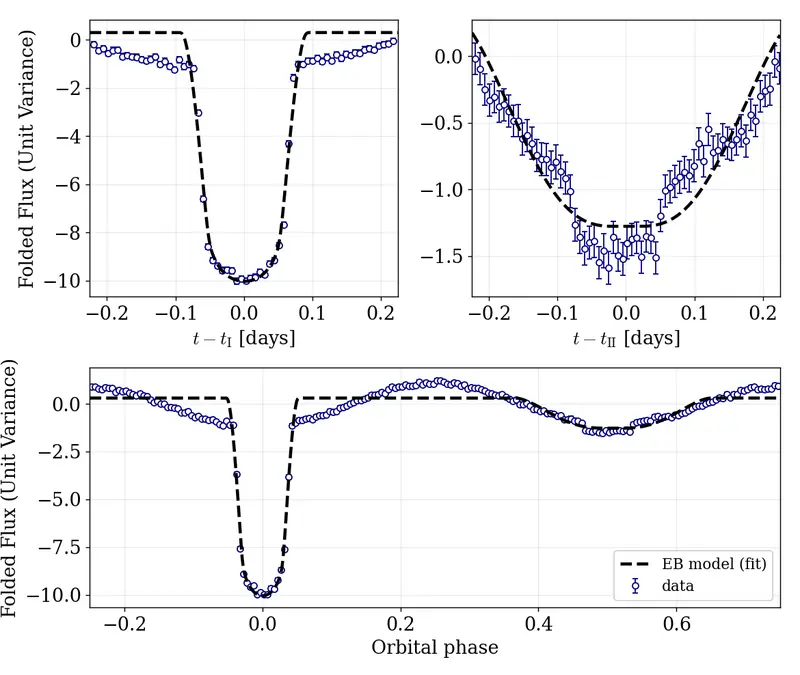 Folded Flux (Unit Variance)
0
−2
−4
−6
−8
−10
−0.2 −0.1 0.0 0.1 0.2
t − t_I [days]
0.0
−0.5
−1.0
−1.5
−0.2 −0.1 0.0 0.1 0.2
t − t_II [days]
Folded Flux (Unit Variance)
0.0
−2.5
−5.0
−7.5
−10.0
EB model (fit)
data
−0.2 0.0 0.2 0.4 0.6
Orbital phase